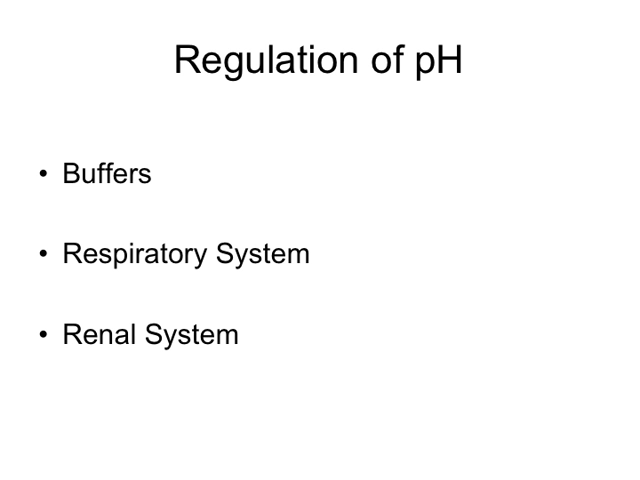 Regulation of pH
• Buffers
• Respiratory System
• Renal System